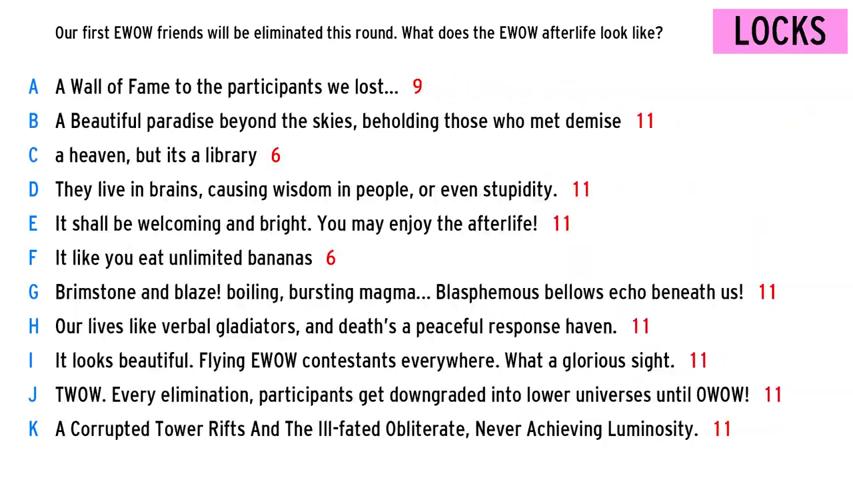 Our first EWOW friends will be eliminated this round. What does the EWOW afterlife look like?
LOCKS
A A Wall of Fame to the participants we lost... 9
B A Beautiful paradise beyond the skies, beholding those who met demise 11
C a heaven, but its a library 6
D They live in brains, causing wisdom in people, or even stupidity. 11
E It shall be welcoming and bright. You may enjoy the afterlife! 11
F It like you eat unlimited bananas 6
G Brimstone and blaze! boiling, bursting magma... Blasphemous bellows echo beneath us! 11
H Our lives like verbal gladiators, and death's a peaceful response haven. 11
I It looks beautiful. Flying EWOW contestants everywhere. What a glorious sight. 11
J TWOW. Every elimination, participants get downgraded into lower universes until OWOW! 11
K A Corrupted Tower Rifts And The Ill-fated Obliterate, Never Achieving Luminosity. 11